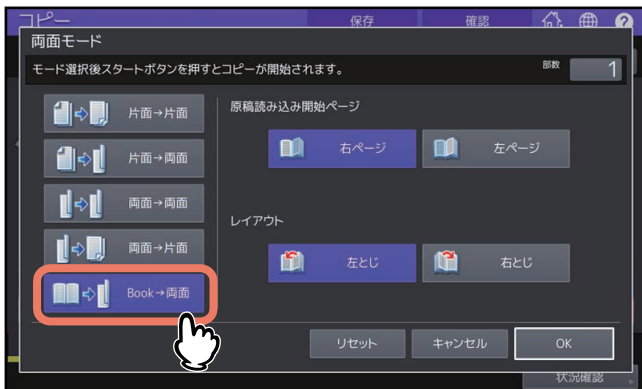 コピー
保存
確認
両面モード
モード選択後スタートボタンを押すとコピーが開始されます。
部数
1
片面→片面
片面→両面
両面→両面
両面→片面
Book→両面
原稿読み込み開始ページ
右ページ
左ページ
レイアウト
左とじ
右とじ
リセット
キャンセル
OK
状況確認